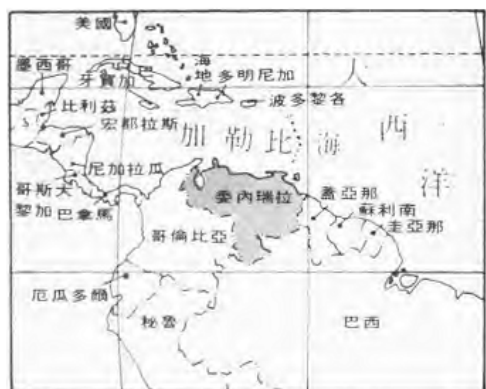 美國
墨西哥
牙買加
海
地多明尼加
大
比利茲
波多黎各
宏都拉斯
加勒比海
西
洋
尼加拉瓜
委內瑞拉
蓋亞那
哥斯大
黎加
巴拿馬
蘇利南
圭亞那
哥倫比亞
厄瓜多爾
秘魯
巴西